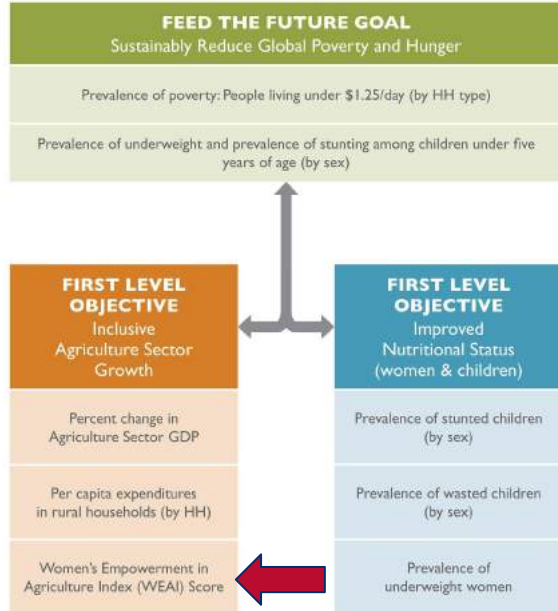 FEED THE FUTURE GOAL
Sustainably Reduce Global Poverty and Hunger
Prevalence of poverty: People living under $1.25/day (by HH type)
Prevalence of underweight and prevalence of stunting among children under five
years of age (by sex)
FIRST LEVEL
OBJECTIVE
Inclusive
Agriculture Sector
Growth
Percent change in
Agriculture Sector GDP
Per capita expenditures
in rural households (by HH)
Women's Empowerment in
Agriculture Index (WEAI) Score
FIRST LEVEL
OBJECTIVE
Improved
Nutritional Status
(women & children)
Prevalence of stunted children
(by sex)
Prevalence of wasted children
(by sex)
Prevalence of
underweight women